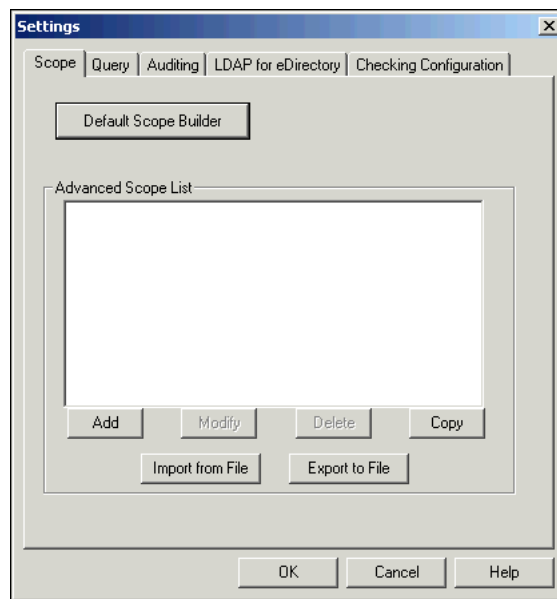 Settings
Scope Query Auditing LDAP for eDirectory Checking Configuration
Default Scope Builder
Advanced Scope List
Add Modify Delete Copy
Import from File Export to File
OK Cancel Help